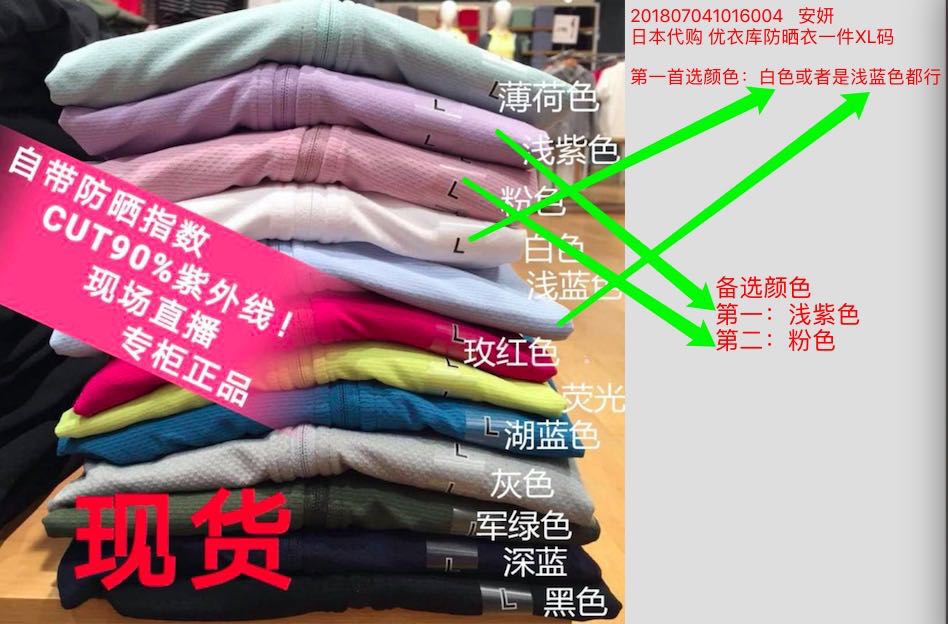 201807041016004 安妍
日本代购 优衣库防晒衣一件XL码
第一首选颜色：白色或者是浅蓝色都行
薄荷色
浅紫色
粉色
白色
浅蓝色
玫红色
荧光
湖蓝色
灰色
军绿色
深蓝
黑色
自带防晒指数
CUT90%紫外线！
现场直播
专柜正品
现货
备选颜色
第一：浅紫色
第二：粉色
L
L
L
L
L
L
L
L
L
L
L
L